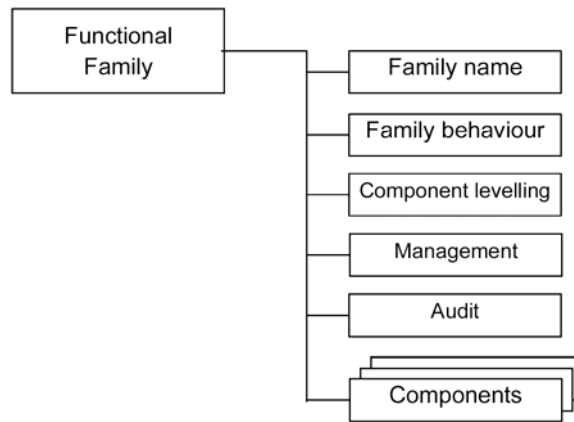 Functional
Family
Family name
Family behaviour
Component levelling
Management
Audit
Components